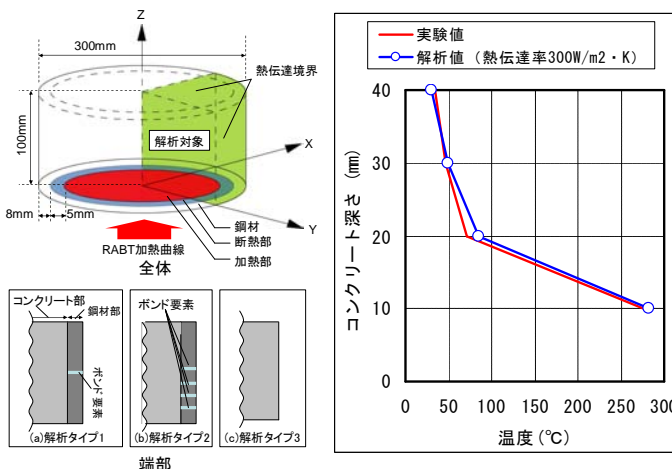 Z
300mm
熱伝達境界
100mm
解析対象
X
8mm
5mm
鋼材
断熱部
加熱部
Y
RABT加熱曲線
全体
コンクリート部
鋼材部
ボンド要素
(a)解析タイプ1
ボンド要素
(b)解析タイプ2
(c)解析タイプ3
端部
実験値
解析値（熱伝達率300W/m2・K）
コンクリート深さ（mm）
40
30
20
10
0
0
50
100
150
200
250
300
温度(℃)